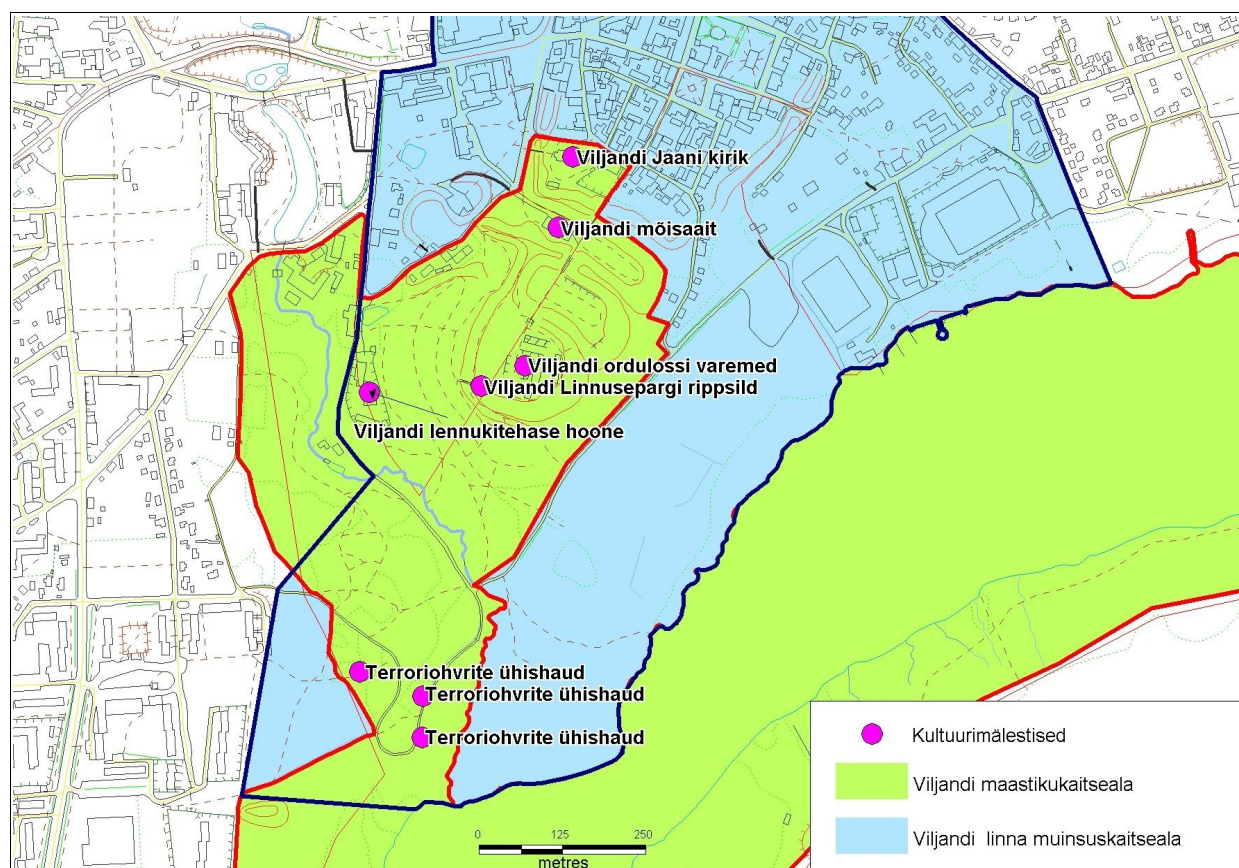 Viljandi Jaani kirik
Viljandi mõisaait
Viljandi ordulossi varemed
Viljandi Linnusepargi rippsild
Viljandi lennukitehase hoone
Terroriohvrite ühishaud
Terroriohvrite ühishaud
Terroriohvrite ühishaud
Kultuurimälestised
Viljandi maastikukaitseala
Viljandi linna muinsuskaitseala
0 125 250
metres